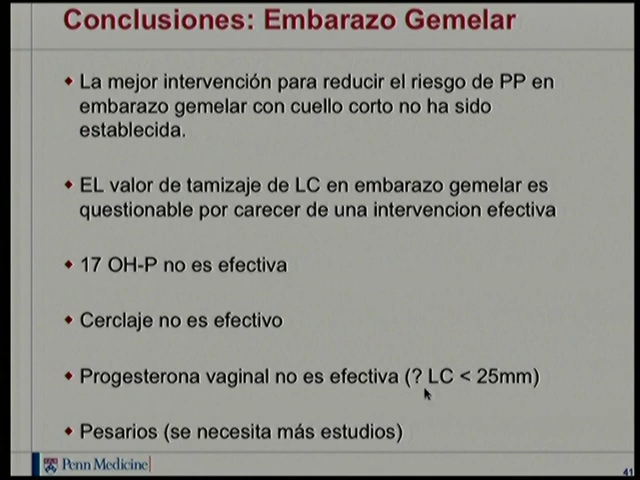 Conclusiones: Embarazo Gemelar
La mejor intervención para reducir el riesgo de PP en
embarazo gemelar con cuello corto no ha sido
establecida.
EL valor de tamizaje de LC en embarazo gemelar es
questionable por carecer de una intervencion efectiva
17 OH-P no es efectiva
Cerclaje no es efectivo
Progesterona vaginal no es efectiva (? LC < 25mm)
Pesarios (se necesita más estudios)
Penn Medicine
41